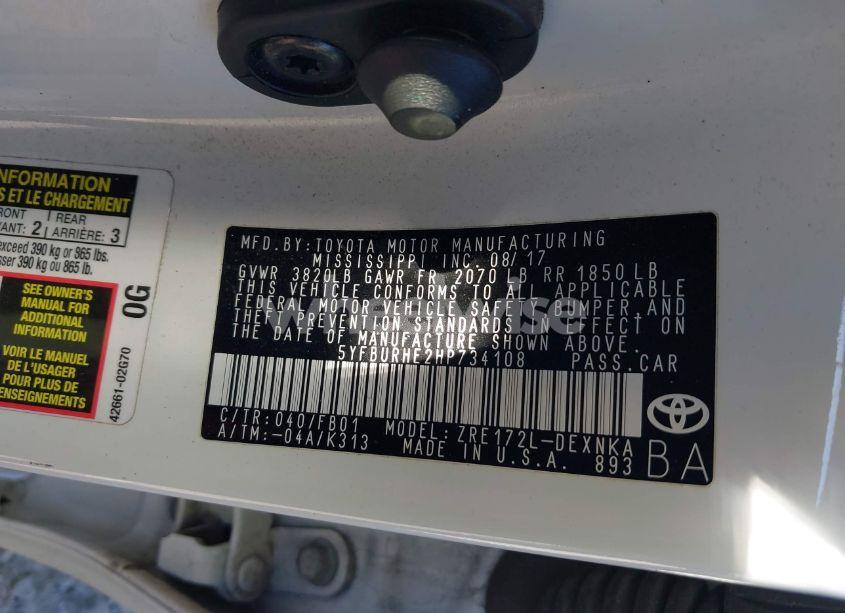 INFORMATION
S ET LE CHARGEMENT
FRONT
AVANT: 2
REAR
ARRIÈRE: 3
exceed 390 kg or 865 lbs.
sser 390 kg ou 865 lb.
SEE OWNER'S
MANUAL FOR
ADDITIONAL
INFORMATION
VOIR LE MANUEL
DE L'USAGER
POUR PLUS DE
RENSEIGNEMENTS
0G
42661-02G70
MFD. BY: TOYOTA MOTOR MANUFACTURING
MISSISSIPPI INC 08/17
GVWR 3820LB GAWR FR 2070 LB RR 1850 LB
THIS VEHICLE CONFORMS TO ALL APPLICABLE
FEDERAL MOTOR VEHICLE SAFETY, BUMPER, AND
THEFT PREVENTION STANDARDS IN EFFECT ON
THE DATE OF MANUFACTURE SHOWN ABOVE.
5YFBURHE2HP734108 PASS.CAR
C/TR: 040/FB01 MODEL: ZRE172L-DEXNKA
A/TM: -04A/K313 MADE IN U.S.A. 893
BA